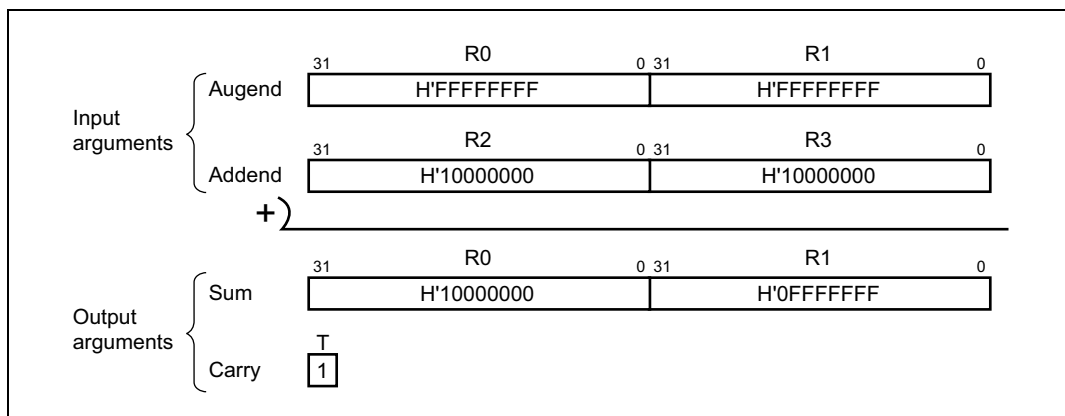 R0 R1
31 0 31 0
Augend H'FFFFFFFF H'FFFFFFFF
Input arguments
R2 R3
31 0 31 0
Addend H'10000000 H'10000000
+
R0 R1
31 0 31 0
Sum H'10000000 H'0FFFFFFF
Output arguments
T
Carry 1